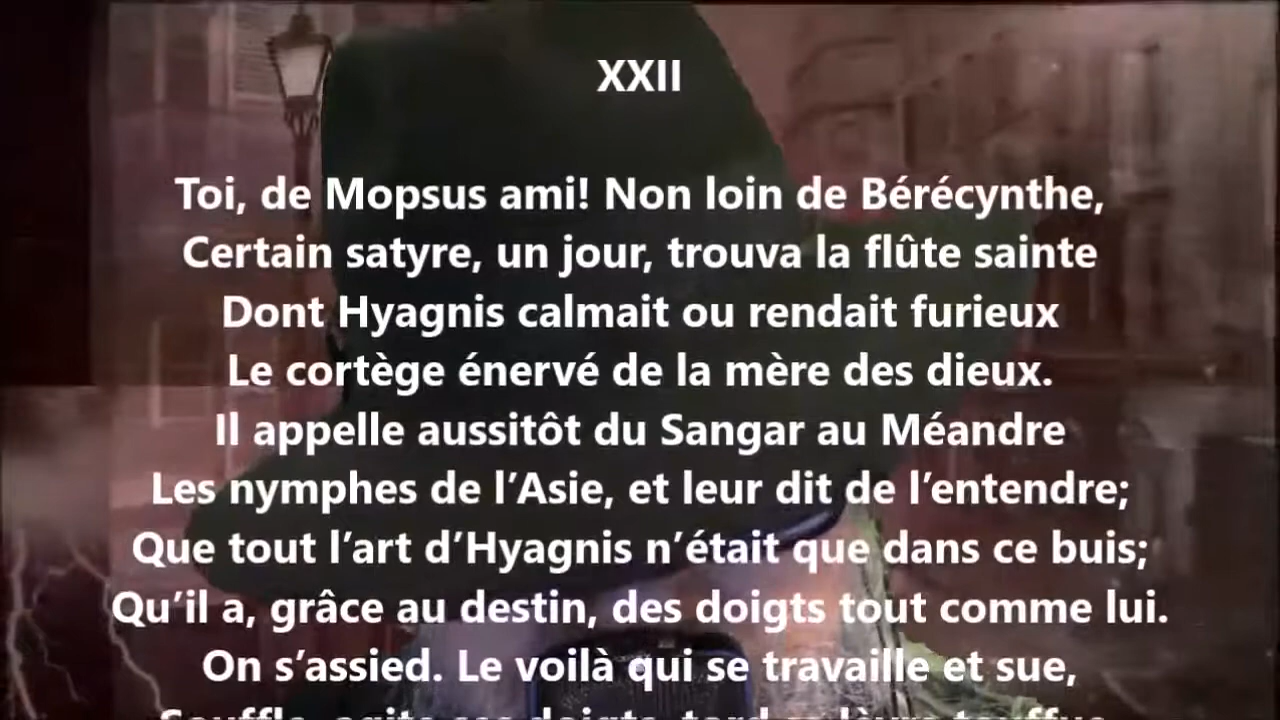 XXII
Toi, de Mopsus ami! Non loin de Bérécynthe,
Certain satyre, un jour, trouva la flûte sainte
Dont Hyagnis calmait ou rendait furieux
Le cortège énervé de la mère des dieux.
Il appelle aussitôt du Sangar au Méandre
Les nymphes de l’Asie, et leur dit de l’entendre;
Que tout l’art d’Hyagnis n’était que dans ce buis;
Qu’il a, grâce au destin, des doigts tout comme lui.
On s’assied. Le voilà qui se travaille et sue,